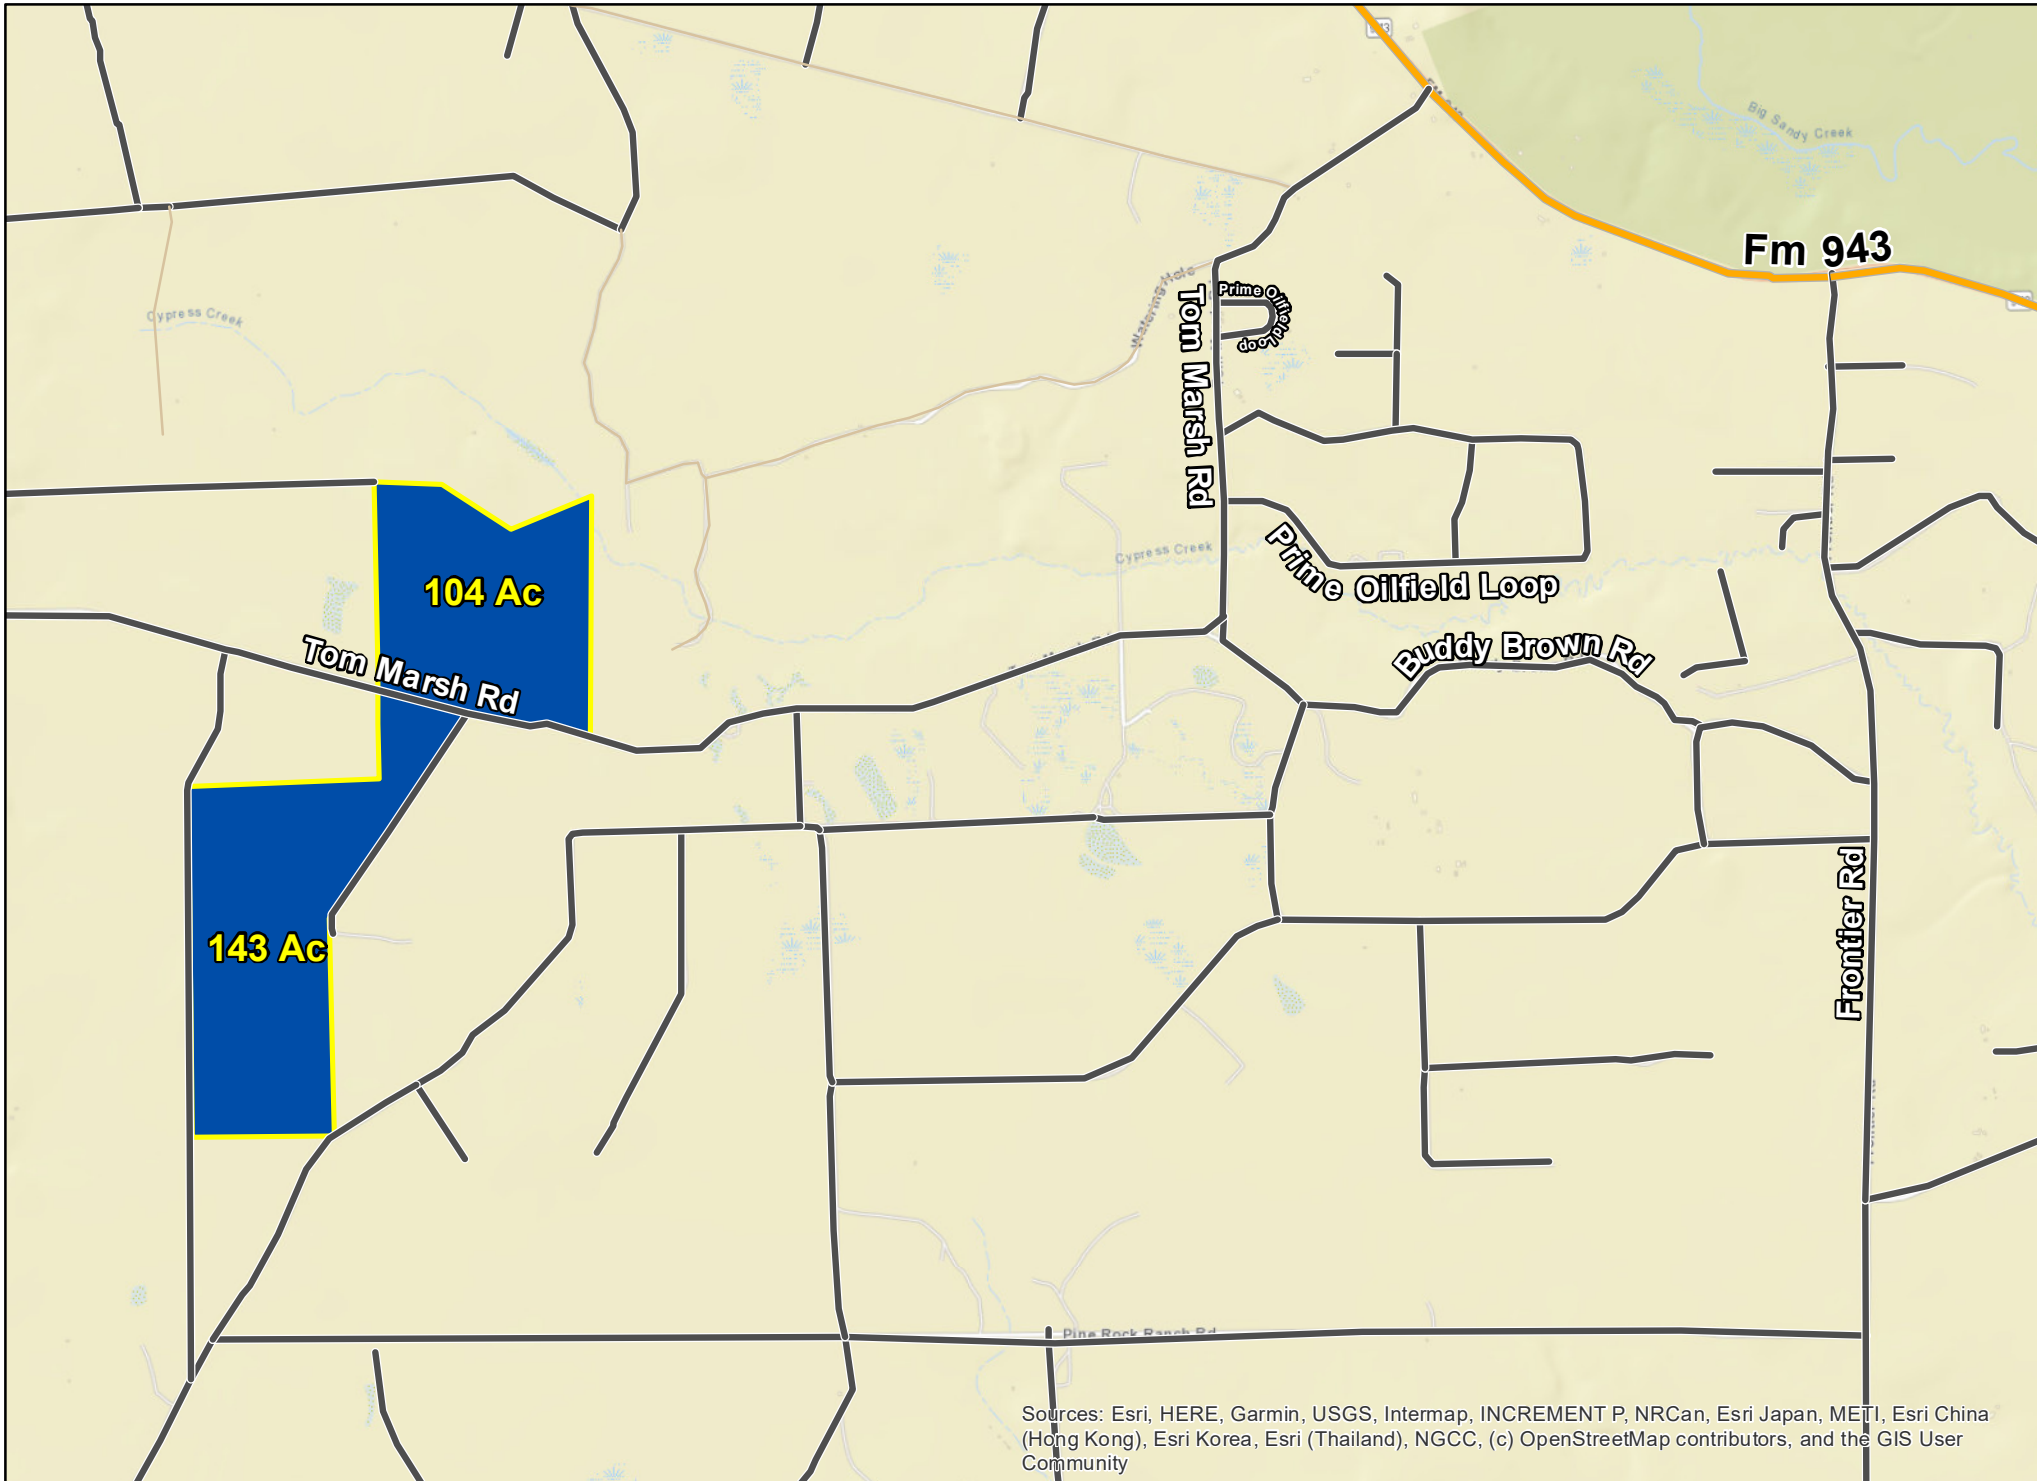 Big Sandy Creek
Fm 943
Watering Hole
Prime Oilfield Loop
Tom Marsh Rd
Cypress Creek
Cypress Creek
Prime Oilfield Loop
104 Ac
Tom Marsh Rd
Buddy Brown Rd
143 Ac
Frontier Rd
Pine Rock Ranch Rd
Sources: Esri, HERE, Garmin, USGS, Intermap, INCREMENT P, NRCan, Esri Japan, METI, Esri China
(Hong Kong), Esri Korea, Esri (Thailand), NGCC, (c) OpenStreetMap contributors, and the GIS User
Community